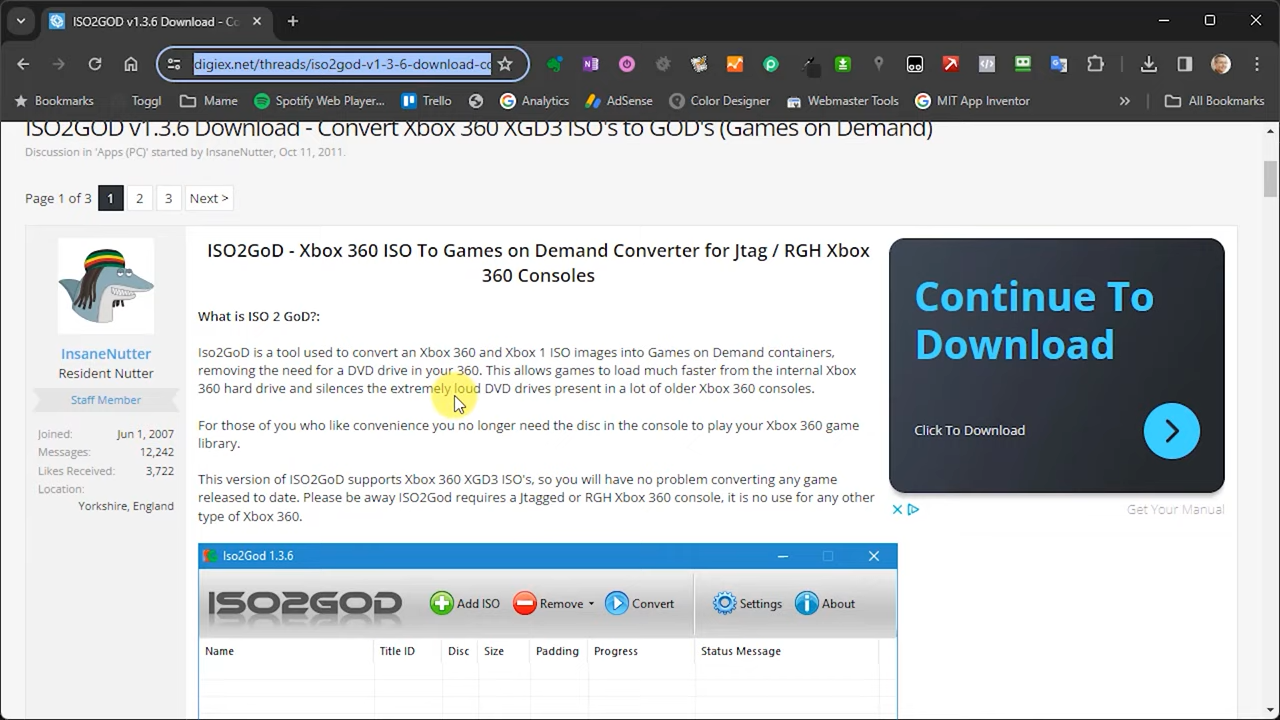 ISO2GOD v1.3.6 Download - Co
digiex.net/threads/iso2god-v1-3-6-download-co
Bookmarks
Toggl
Mame
Spotify Web Player...
Trello
Analytics
AdSense
Color Designer
Webmaster Tools
MIT App Inventor
All Bookmarks
ISO2GOD v1.3.6 Download - Convert Xbox 360 XGD3 ISO's to GOD's (Games on Demand)
Discussion in 'Apps (PC)' started by InsaneNutter, Oct 11, 2011.
Page 1 of 3 1 2 3 Next >
InsaneNutter
Resident Nutter
Staff Member
Joined: Jun 1, 2007
Messages: 12,242
Likes Received: 3,722
Location:
Yorkshire, England
ISO2GoD - Xbox 360 ISO To Games on Demand Converter for Jtag / RGH Xbox
360 Consoles
What is ISO 2 GoD?:
Iso2GoD is a tool used to convert an Xbox 360 and Xbox 1 ISO images into Games on Demand containers,
removing the need for a DVD drive in your 360. This allows games to load much faster from the internal Xbox
360 hard drive and silences the extremely loud DVD drives present in a lot of older Xbox 360 consoles.
For those of you who like convenience you no longer need the disc in the console to play your Xbox 360 game
library.
This version of ISO2GoD supports Xbox 360 XGD3 ISO's, so you will have no problem converting any game
released to date. Please be away ISO2God requires a Jtagged or RGH Xbox 360 console, it is no use for any other
type of Xbox 360.
Iso2God 1.3.6
ISO2GOD
Add ISO
Remove
Convert
Settings
About
Name
Title ID
Disc
Size
Padding
Progress
Status Message
Continue To
Download
Click To Download
Get Your Manual